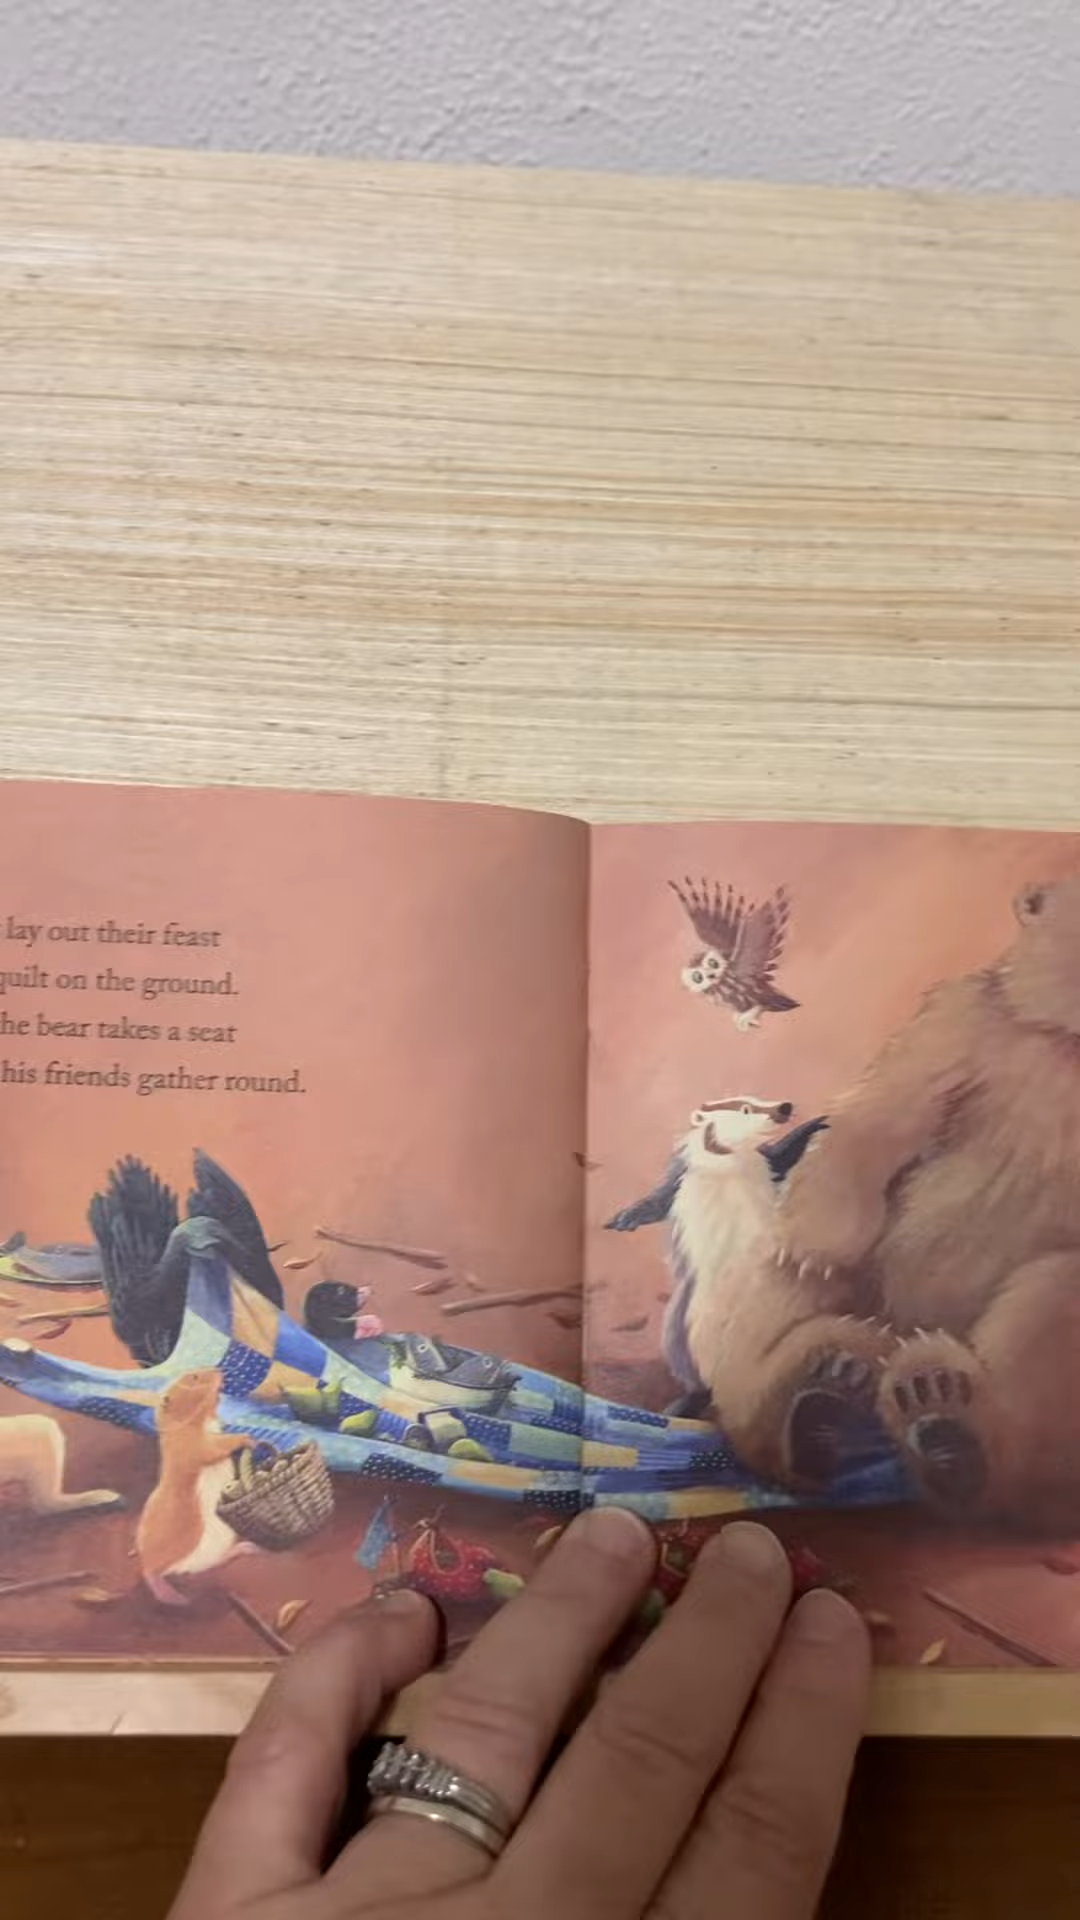 lay out their feast
quilt on the ground.
he bear takes a seat
his friends gather round.